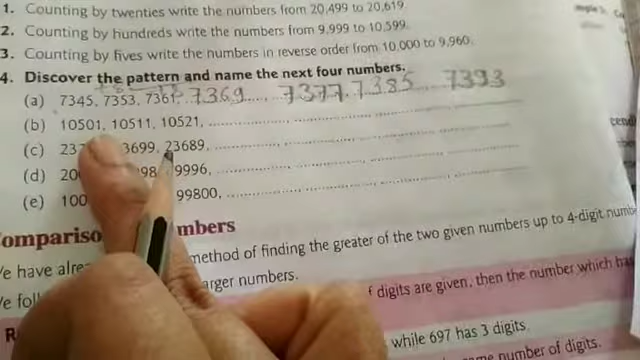 1. Counting by twenties write the numbers from 20,499 to 20,619.
2. Counting by hundreds write the numbers from 9,999 to 10,599.
3. Counting by fives write the numbers in reverse order from 10,000 to 9,960.
4. Discover the pattern and name the next four numbers.
(a) 7345, 7353, 7361, 7369 7377, 7385 7393
(b) 10501, 10511, 10521,
(c) 3699, 23689,
(d) 9996,
(e) 99800,
mbers
method of finding the greater of the two given numbers up to 4-digit
arger numbers.
f digits are given, then the number which
while 697 has 3 digits.
number of digits.